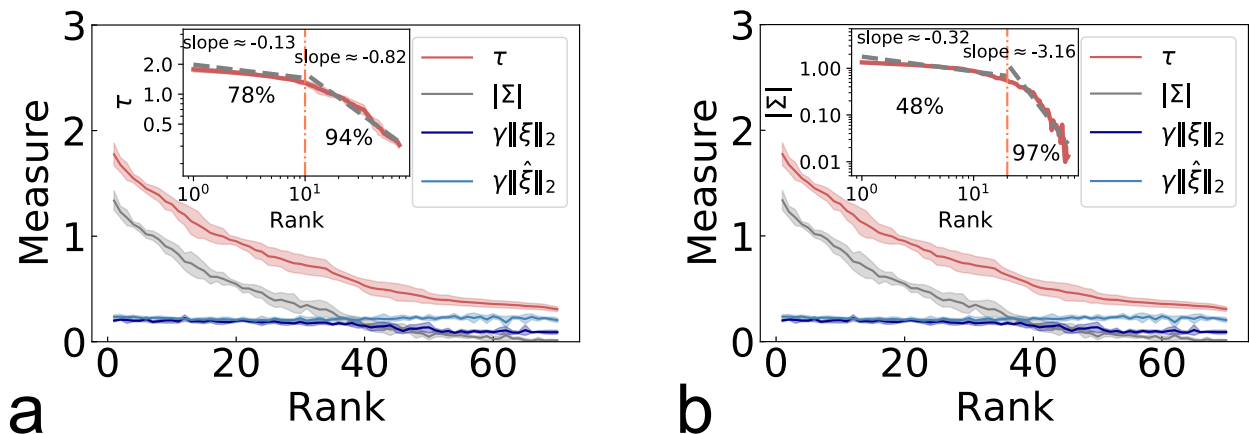 3
2
1
0
Measure
0
20
40
60
Rank
a
slope ≈ -0.13
slope ≈ -0.82
2.0
1.0
0.5
τ
78%
94%
10⁰
10¹
Rank
τ
|Σ|
γ‖ξ‖₂
γ‖ξ̂‖₂
3
2
1
0
Measure
0
20
40
60
Rank
b
slope ≈ -0.32
slope ≈ -3.16
1.00
0.10
0.01
|Σ|
48%
97%
10⁰
10¹
Rank
τ
|Σ|
γ‖ξ‖₂
γ‖ξ̂‖₂